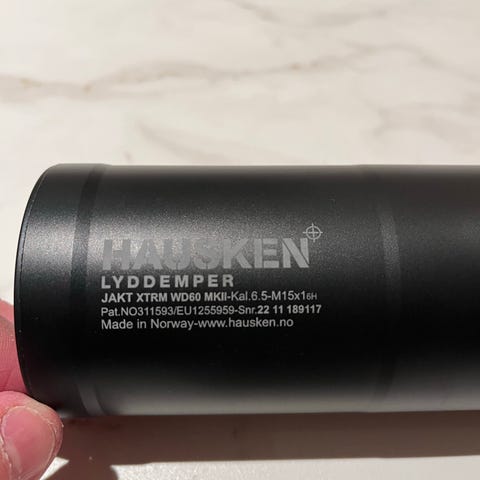 HAUSKEN
LYDDEMPER
JAKT XTRM WD60 MKII-Kal.6.5-M15x1 6H
Pat.NO311593/EU1255959-Snr.22 11 189117
Made in Norway-www.hausken.no